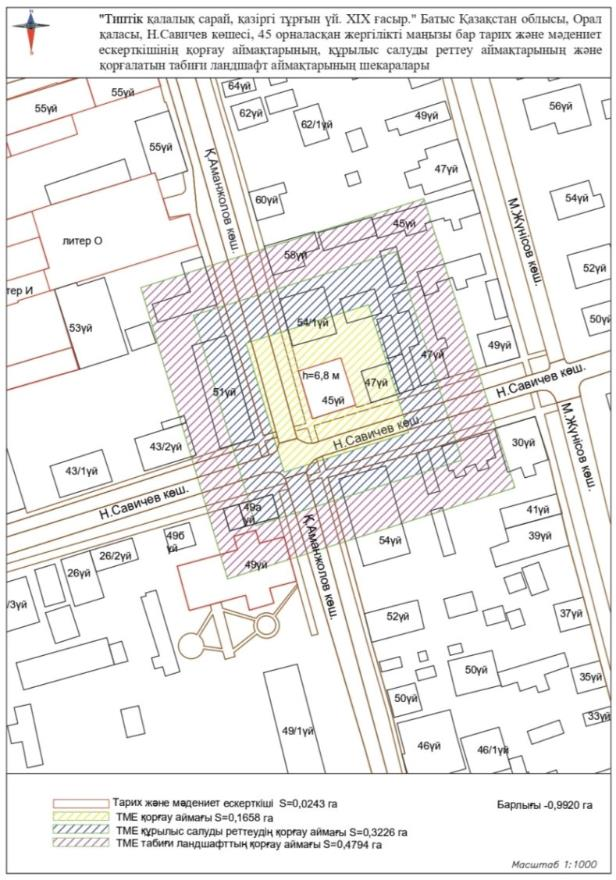 "Типтік қалалық сарай, қазіргі тұрғын үй. XIX ғасыр." Батыс Қазақстан облысы, Орал
қаласы, Н.Савичев көшесі, 45 орналасқан жергілікті маңызы бар тарих және мәдениет
ескерткішінің қорғау аймақтарының, құрылыс салуды реттеу аймақтарының және
қорғалатын табиғи ландшафт аймақтарының шекаралары
64үй
55үй
55үй
62үй
62/1үй
49үй
56үй
55үй
Қ.Аманжолов көш.
47үй
60үй
М.Жүнісов көш.
54үй
45үй
литер О
58үй
52үй
тер И
53үй
54/1үй
50үй
49үй
47үй
h=6,8 м
47үй
45үй
51үй
Н.Савичев көш.
Н.Савичев көш.
М.Жүнісов көш.
43/2үй
30үй
43/1үй
Н.Савичев көш.
49а
үй
41үй
49б
үй
39үй
54үй
26/2үй
26үй
49үй
Қ.Аманжолов көш.
/3үй
52үй
37үй
50үй
35үй
50үй
33үй
49/1үй
46үй
46/1үй
Тарих және мәдениет ескерткіші S=0,0243 га
Барлығы -0,9920 га
ТМЕ қорғау аймағы S=0,1658 га
ТМЕ құрылыс салуды реттеудің қорғау аймағы S=0,3226 га
ТМЕ табиғи ландшафттың қорғау аймағы S=0,4794 га
Масштаб 1:1000